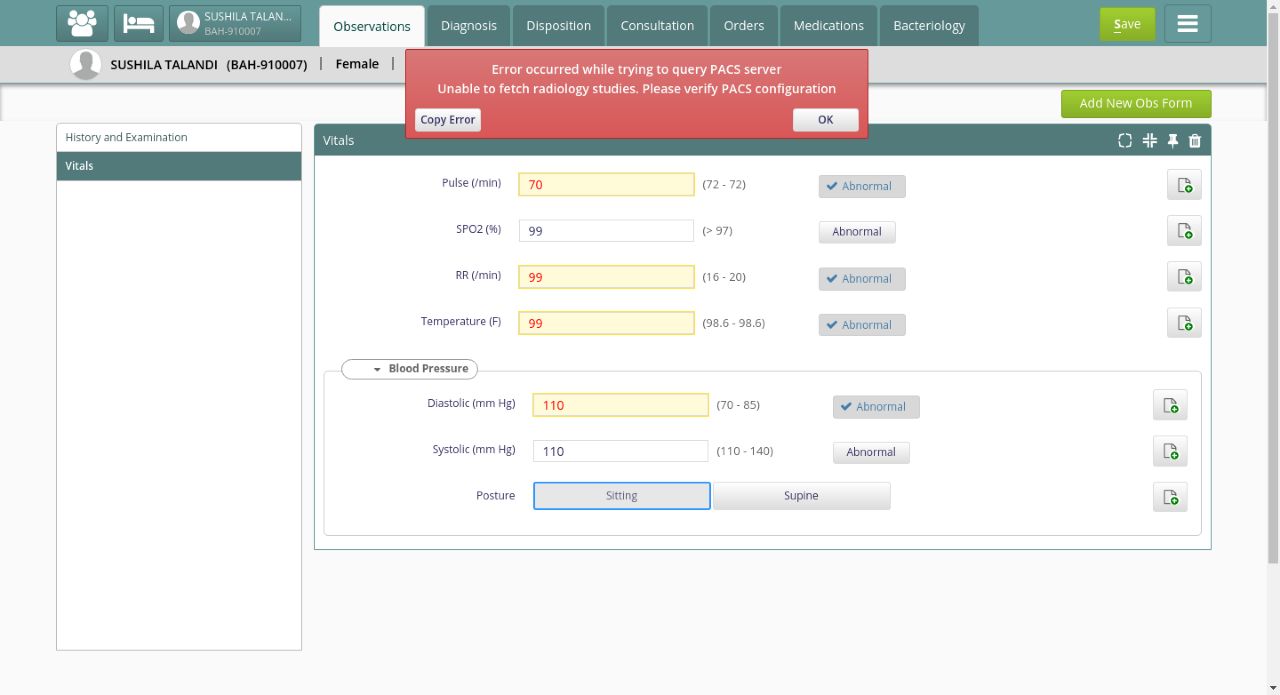 SUSHILA TALAN...
BAH-910007
Observations
Diagnosis
Disposition
Consultation
Orders
Medications
Bacteriology
Save
SUSHILA TALANDI (BAH-910007) | Female |
Error occurred while trying to query PACS server
Unable to fetch radiology studies. Please verify PACS configuration
Copy Error
OK
Add New Obs Form
History and Examination
Vitals
Vitals
Pulse (/min) 70 (72 - 72) Abnormal
SPO2 (%) 99 (> 97) Abnormal
RR (/min) 99 (16 - 20) Abnormal
Temperature (F) 99 (98.6 - 98.6) Abnormal
Blood Pressure
Diastolic (mm Hg) 110 (70 - 85) Abnormal
Systolic (mm Hg) 110 (110 - 140) Abnormal
Posture Sitting Supine